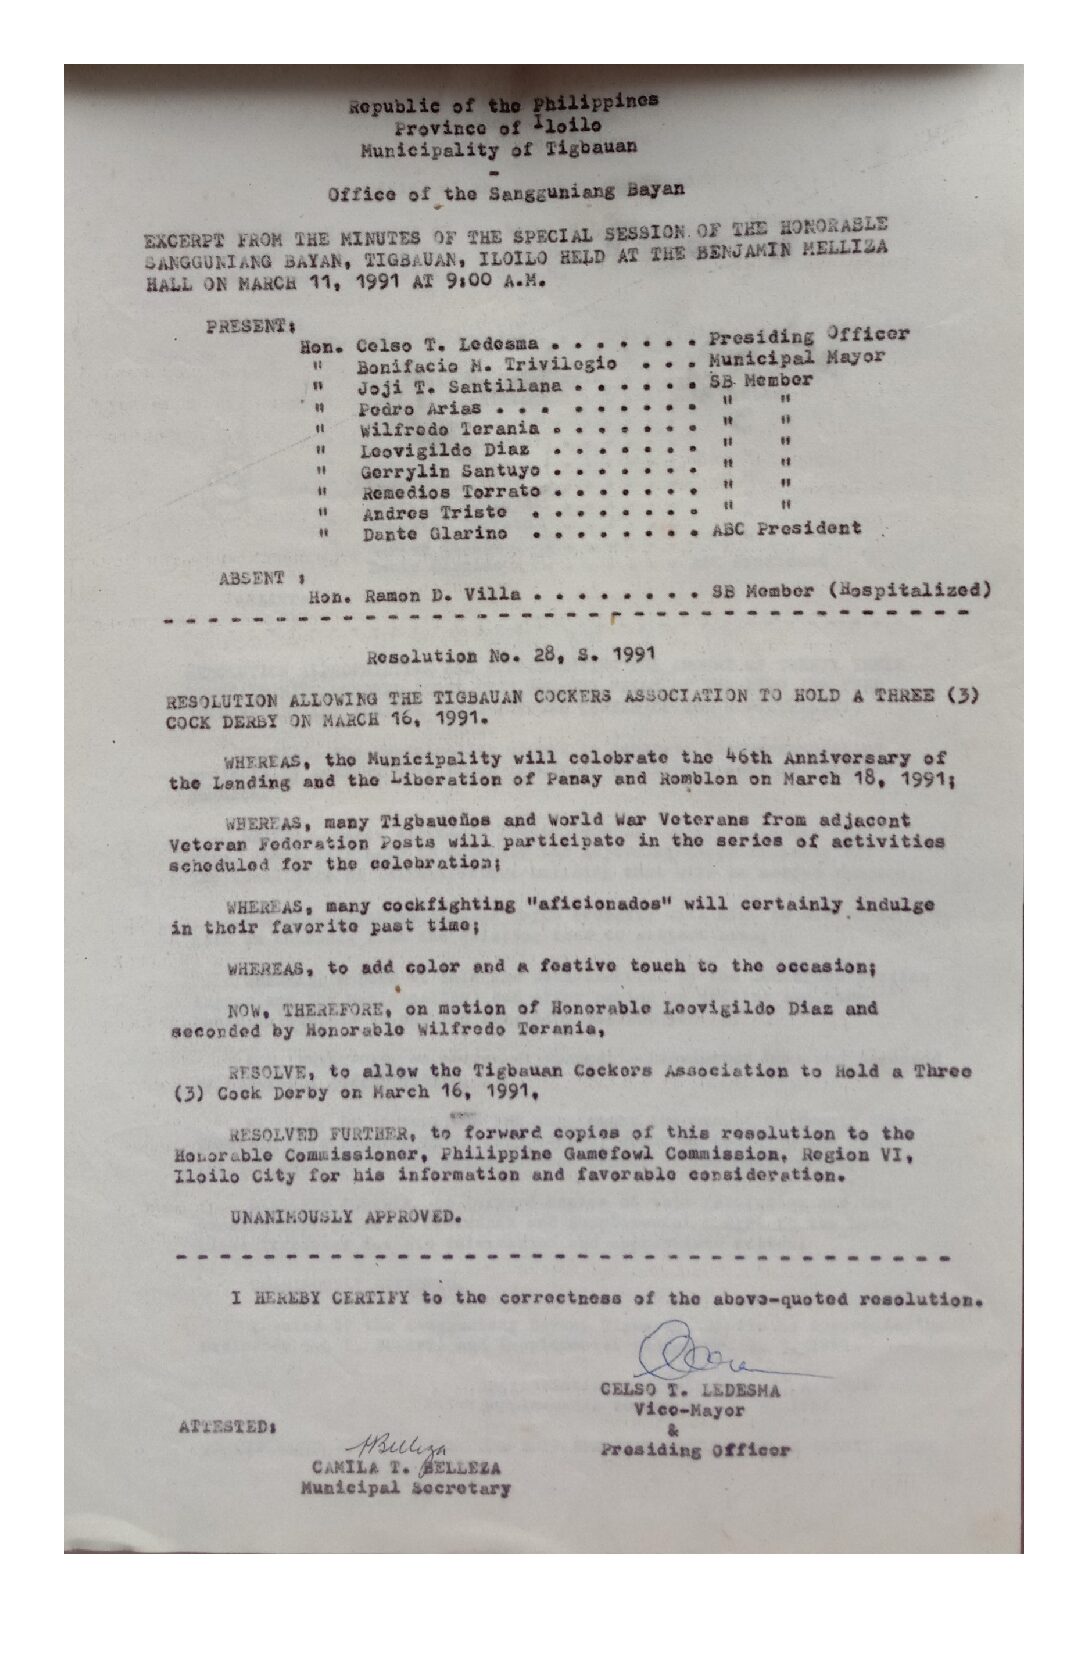 Republic of the Philippines
Province of Iloilo
Municipality of Tigbauan
-
Office of the Sangguniang Bayan
EXCERPT FROM THE MINUTES OF THE SPECIAL SESSION OF THE HONORABLE
SANGGUNIANG BAYAN, TIGBAUAN, ILOILO HELD AT THE BENJAMIN MELLIZA
HALL ON MARCH 11, 1991 AT 9:00 A.M.
PRESENT:
Hon. Celso T. Ledesma . . . . . . . Presiding Officer
" Bonifacio M. Trivilegio . . . Municipal Mayor
" Joji T. Santillana . . . . . . SB Member
" Pedro Arias . . . . . . . . . " "
" Wilfredo Terania . . . . . . . " "
" Leovigildo Diaz . . . . . . . " "
" Gerrylin Santuyo . . . . . . . " "
" Remedios Torrato . . . . . . . " "
" Andres Triste . . . . . . . . " "
" Dante Glarino . . . . . . . . ABC President
ABSENT :
Hon. Ramon D. Villa . . . . . . . . SB Member (Hospitalized)
- - - - - - - - - - - - - - - - - - - - - - - - - - - - -
Resolution No. 28, S. 1991
RESOLUTION ALLOWING THE TIGBAUAN COCKERS ASSOCIATION TO HOLD A THREE (3)
COCK DERBY ON MARCH 16, 1991.
WHEREAS, the Municipality will celebrate the 46th Anniversary of
the Landing and the Liberation of Panay and Romblon on March 18, 1991;
WHEREAS, many Tigbaueños and World War Veterans from adjacent
Veteran Federation Posts will participate in the series of activities
scheduled for the celebration;
WHEREAS, many cockfighting "aficionados" will certainly indulge
in their favorite past time;
WHEREAS, to add color and a festive touch to the occasion;
NOW, THEREFORE, on motion of Honorable Leovigildo Diaz and
seconded by Honorable Wilfredo Terania,
RESOLVE, to allow the Tigbauan Cockers Association to Hold a Three
(3) Cock Derby on March 16, 1991.
RESOLVED FURTHER, to forward copies of this resolution to the
Honorable Commissioner, Philippine Gamefowl Commission, Region VI,
Iloilo City for his information and favorable consideration.
UNANIMOUSLY APPROVED.
- - - - - - - - - - - - - - - - - - - - - - - - - - - - -
I HEREBY CERTIFY to the correctness of the above-quoted resolution.
CELSO T. LEDESMA
Vice-Mayor
&
Presiding Officer
ATTESTED:
CAMILA T. BELLEZA
Municipal Secretary